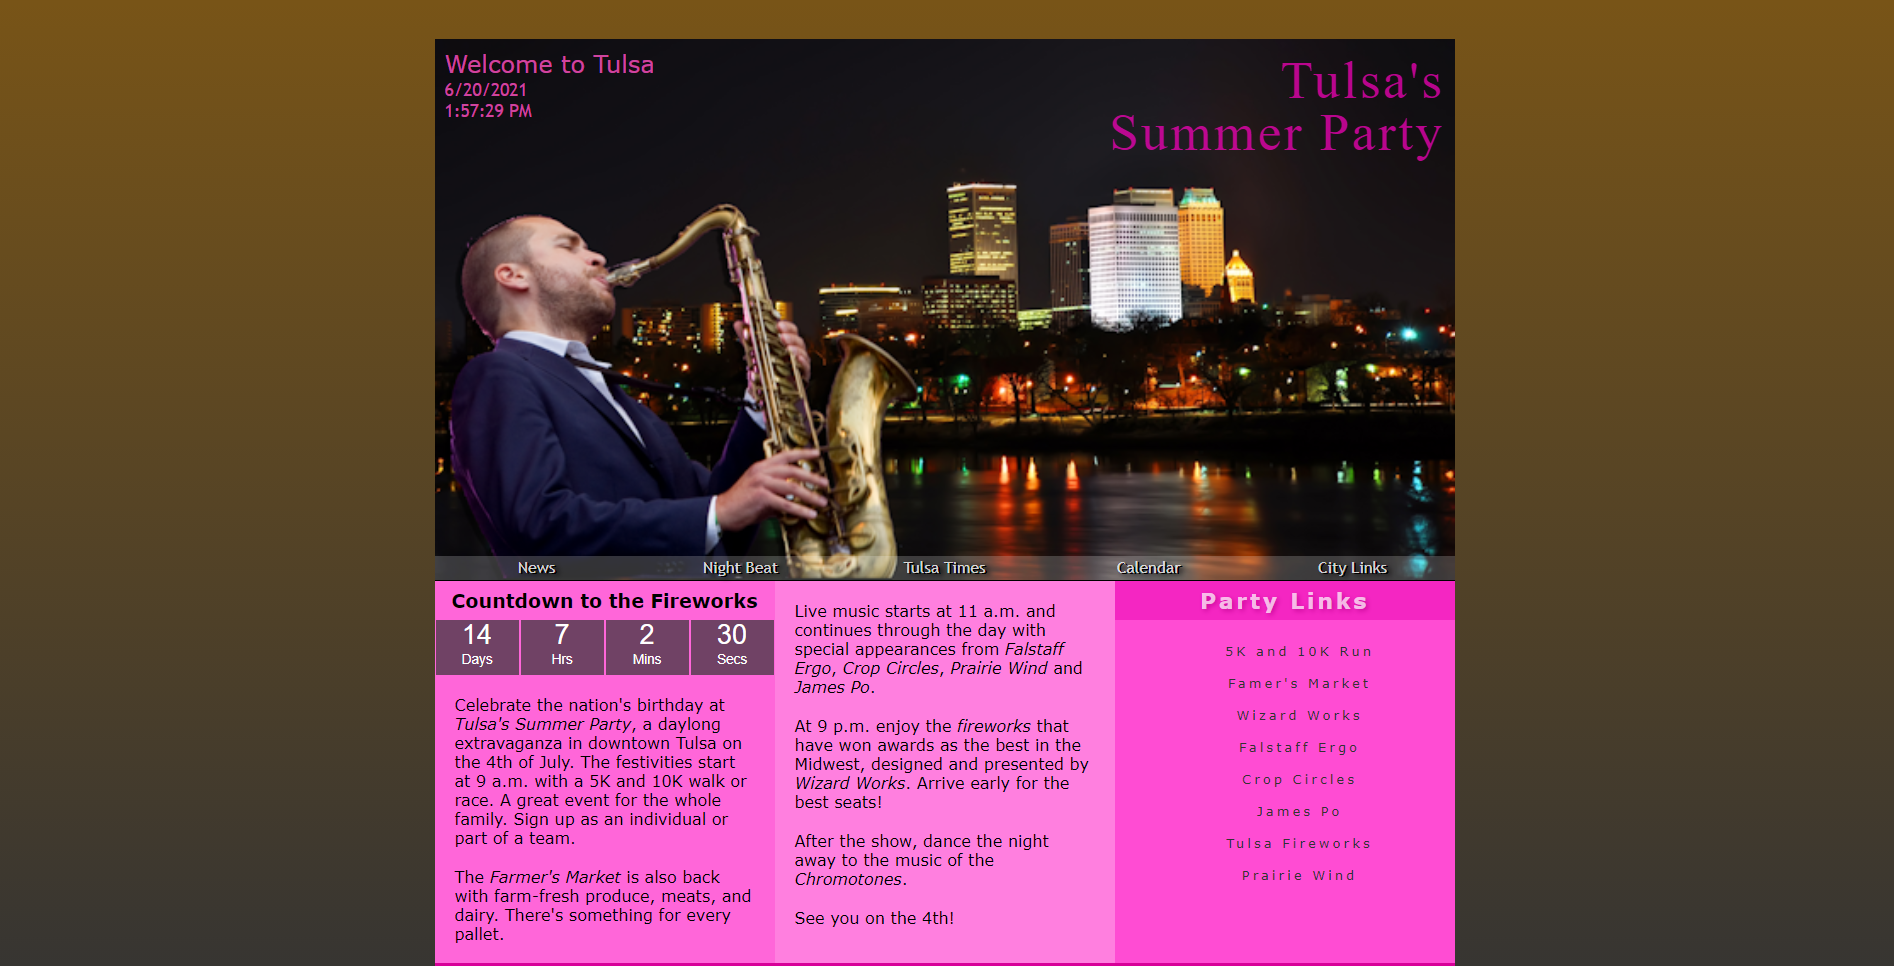 Welcome to Tulsa
6/20/2021
1:57:29 PM
Tulsa's
Summer Party
News
Night Beat
Tulsa Times
Calendar
City Links
Countdown to the Fireworks
14
7
2
30
Days
Hrs
Mins
Secs
Celebrate the nation's birthday at
Tulsa's Summer Party, a daylong
extravaganza in downtown Tulsa on
the 4th of July. The festivities start
at 9 a.m. with a 5K and 10K walk or
race. A great event for the whole
family. Sign up as an individual or
part of a team.
The Farmer's Market is also back
with farm-fresh produce, meats, and
dairy. There's something for every
pallet.
Live music starts at 11 a.m. and
continues through the day with
special appearances from Falstaff
Ergo, Crop Circles, Prairie Wind and
James Po.
At 9 p.m. enjoy the fireworks that
have won awards as the best in the
Midwest, designed and presented by
Wizard Works. Arrive early for the
best seats!
After the show, dance the night
away to the music of the
Chromotones.
See you on the 4th!
Party Links
5K and 10K Run
Famer's Market
Wizard Works
Falstaff Ergo
Crop Circles
James Po
Tulsa Fireworks
Prairie Wind